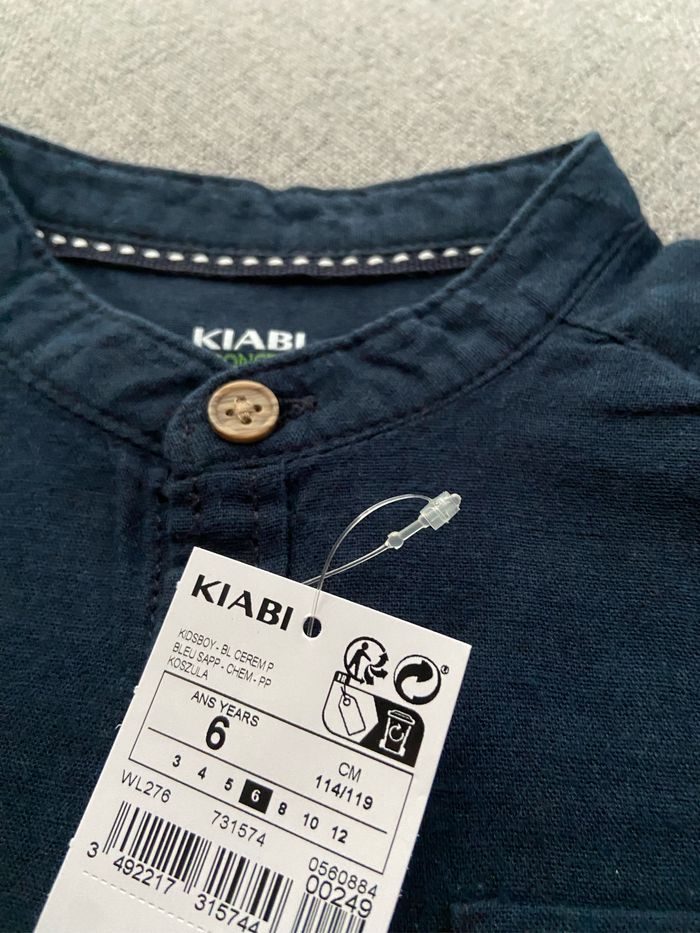 KIABI
KIABI
KIDSBOY - BL CEREM P
BLEU SAPP - CHEM - PP
KOSZULA
ANS YEARS
6
CM
114/119
3 4 5 6 8 10 12
WL276
731574
0560884
00249
3 492217 315744